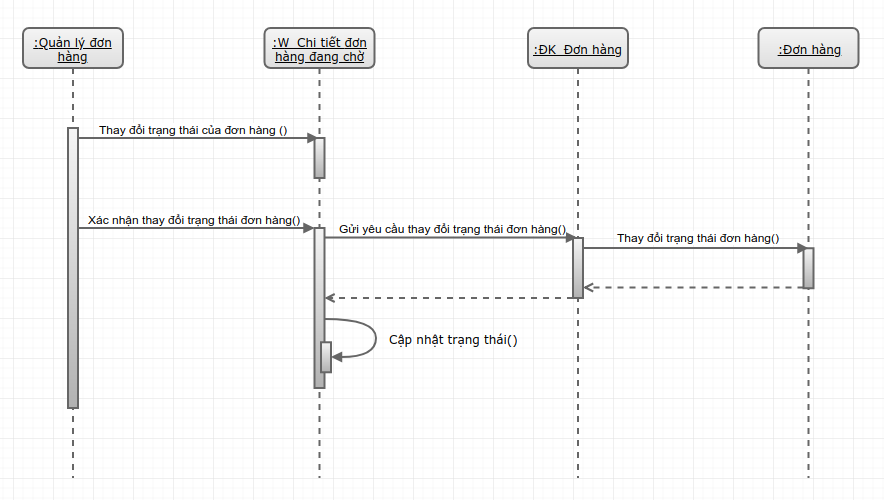 :Quản lý đơn
hàng
:W_Chi tiết đơn
hàng đang chờ
:ĐK_Đơn hàng
:Đơn hàng
Thay đổi trạng thái của đơn hàng ()
Xác nhận thay đổi trạng thái đơn hàng()
Gửi yêu cầu thay đổi trạng thái đơn hàng()
Thay đổi trạng thái đơn hàng()
Cập nhật trạng thái()